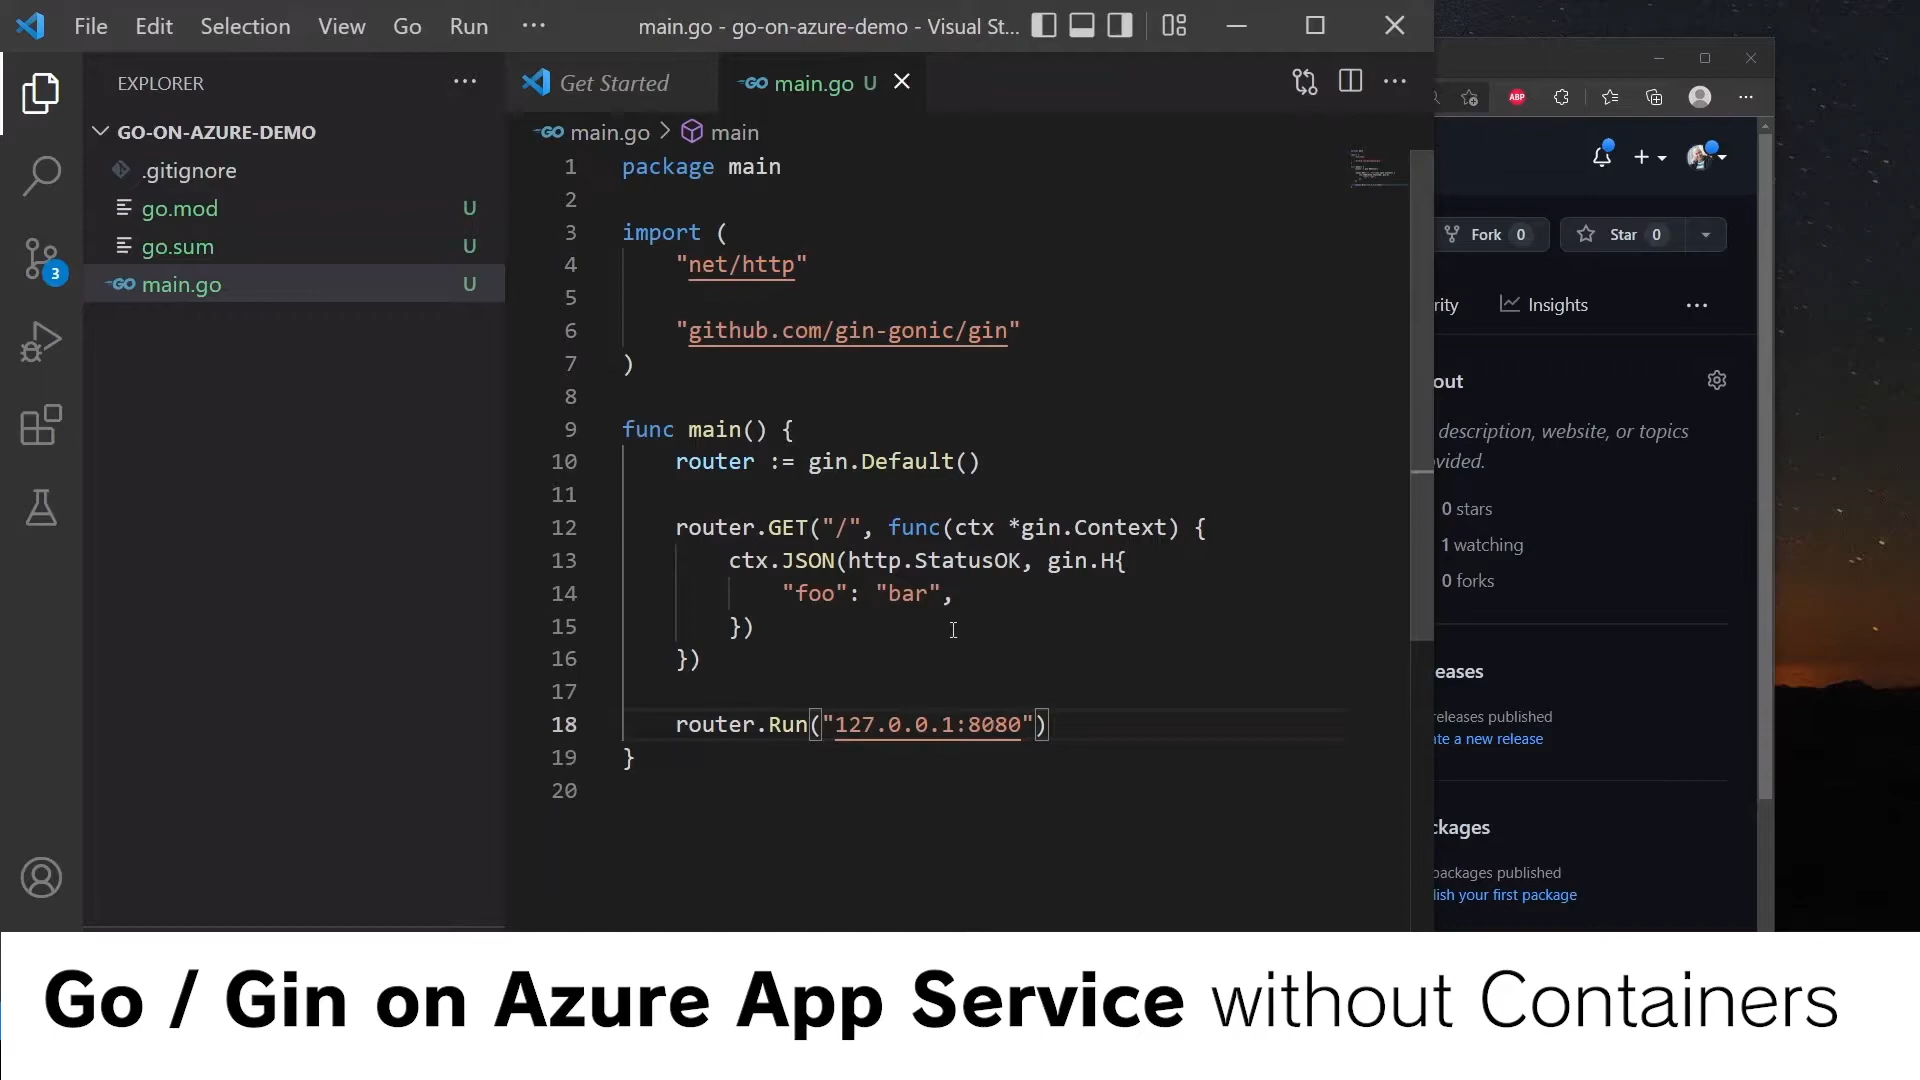 File Edit Selection View Go Run ...
main.go - go-on-azure-demo - Visual St...
EXPLORER
GO-ON-AZURE-DEMO
.gitignore
go.mod U
go.sum U
main.go U
3
Get Started
main.go U
main.go > main
1 package main
2
3 import (
4 "net/http"
5
6 "github.com/gin-gonic/gin"
7 )
8
9 func main() {
10 router := gin.Default()
11
12 router.GET("/", func(ctx *gin.Context) {
13 ctx.JSON(http.StatusOK, gin.H{
14 "foo": "bar",
15 })
16 })
17
18 router.Run("127.0.0.1:8080")
19 }
20
ABP
Fork 0
Star 0
rity
Insights
out
description, website, or topics
vided.
0 stars
1 watching
0 forks
eases
releases published
ate a new release
ckages
packages published
lish your first package
Go / Gin on Azure App Service without Containers